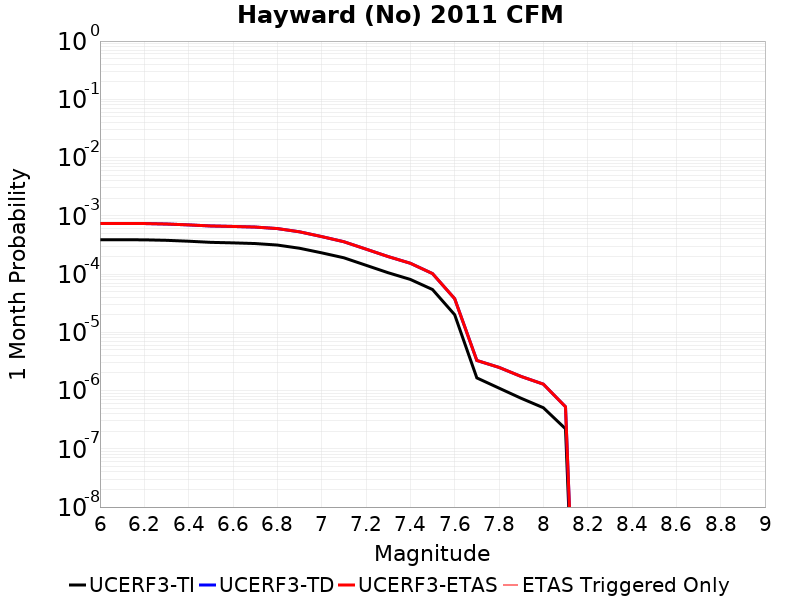 Hayward (No) 2011 CFM
1 Month Probability
10^0
10^-1
10^-2
10^-3
10^-4
10^-5
10^-6
10^-7
10^-8
6 6.2 6.4 6.6 6.8 7 7.2 7.4 7.6 7.8 8 8.2 8.4 8.6 8.8 9
Magnitude
UCERF3-TI UCERF3-TD UCERF3-ETAS ETAS Triggered Only